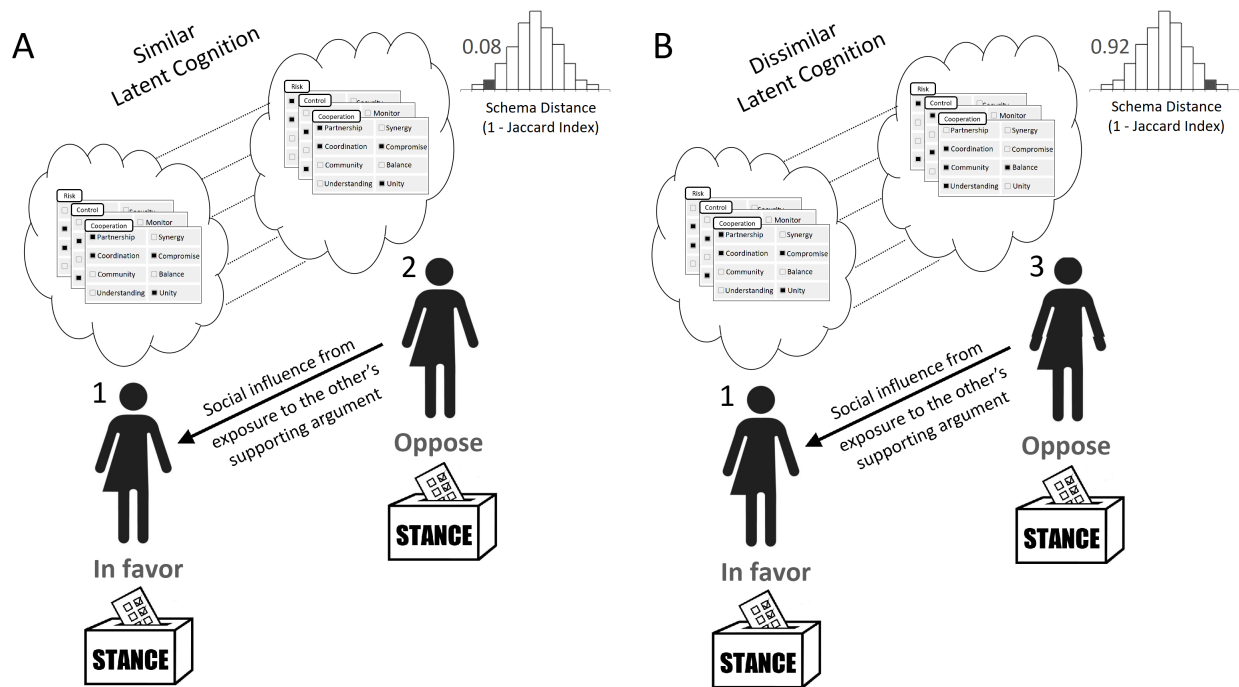 A
Similar
Latent Cognition
0.08
Schema Distance
(1 - Jaccard Index)
Risk
Control
Security
Monitor
Cooperation
Partnership
Synergy
Coordination
Compromise
Community
Balance
Understanding
Unity
Risk
Control
Security
Monitor
Cooperation
Partnership
Synergy
Coordination
Compromise
Community
Balance
Understanding
Unity
2
1
Social influence from
exposure to the other's
supporting argument
Oppose
STANCE
In favor
STANCE
B
Dissimilar
Latent Cognition
0.92
Schema Distance
(1 - Jaccard Index)
Risk
Control
Security
Monitor
Cooperation
Partnership
Synergy
Coordination
Compromise
Community
Balance
Understanding
Unity
Risk
Control
Security
Monitor
Cooperation
Partnership
Synergy
Coordination
Compromise
Community
Balance
Understanding
Unity
3
1
Social influence from
exposure to the other's
supporting argument
Oppose
STANCE
In favor
STANCE